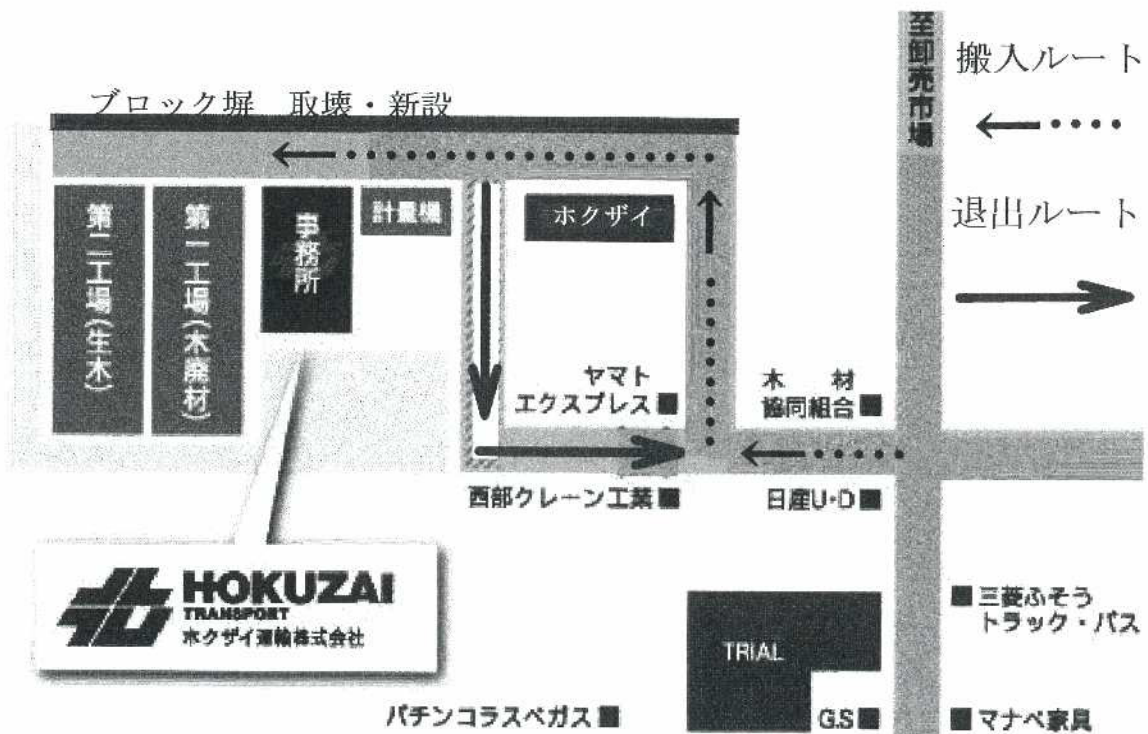 至卸売市場
搬入ルート
ブロック塀 取壊・新設
退出ルート
第二工場(生木)
第一工場(木廃材)
事務所
計量機
ホクザイ
ヤマト
エクスプレス■
木 材
協同組合■
西部クレーン工業■
日産U・D■
HOKUZAI
TRANSPORT
ホクザイ運輸株式会社
■三菱ふそう
トラック・バス
TRIAL
パチンコラスベガス■
G.S■
■マナベ家具